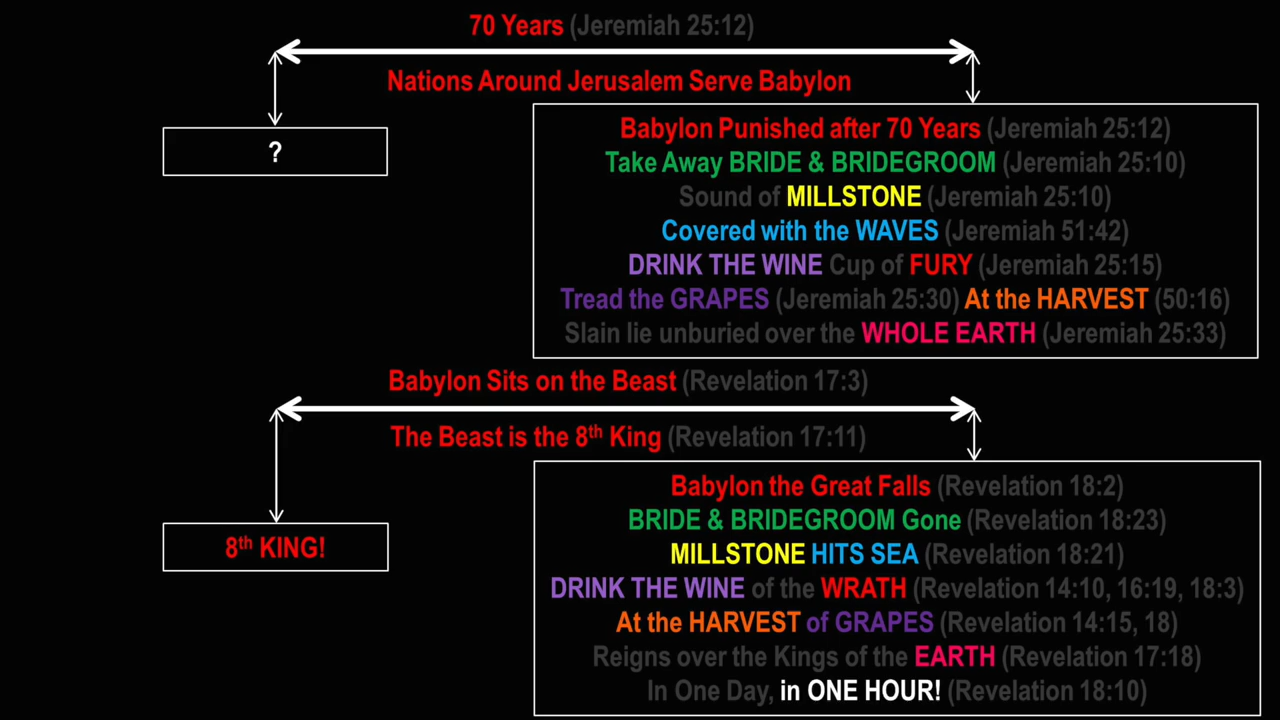 70 Years (Jeremiah 25:12)
Nations Around Jerusalem Serve Babylon
?
Babylon Punished after 70 Years (Jeremiah 25:12)
Take Away BRIDE & BRIDEGROOM (Jeremiah 25:10)
Sound of MILLSTONE (Jeremiah 25:10)
Covered with the WAVES (Jeremiah 51:42)
DRINK THE WINE Cup of FURY (Jeremiah 25:15)
Tread the GRAPES (Jeremiah 25:30) At the HARVEST (50:16)
Slain lie unburied over the WHOLE EARTH (Jeremiah 25:33)
Babylon Sits on the Beast (Revelation 17:3)
The Beast is the 8th King (Revelation 17:11)
8th KING!
Babylon the Great Falls (Revelation 18:2)
BRIDE & BRIDEGROOM Gone (Revelation 18:23)
MILLSTONE HITS SEA (Revelation 18:21)
DRINK THE WINE of the WRATH (Revelation 14:10, 16:19, 18:3)
At the HARVEST of GRAPES (Revelation 14:15, 18)
Reigns over the Kings of the EARTH (Revelation 17:18)
In One Day, in ONE HOUR! (Revelation 18:10)